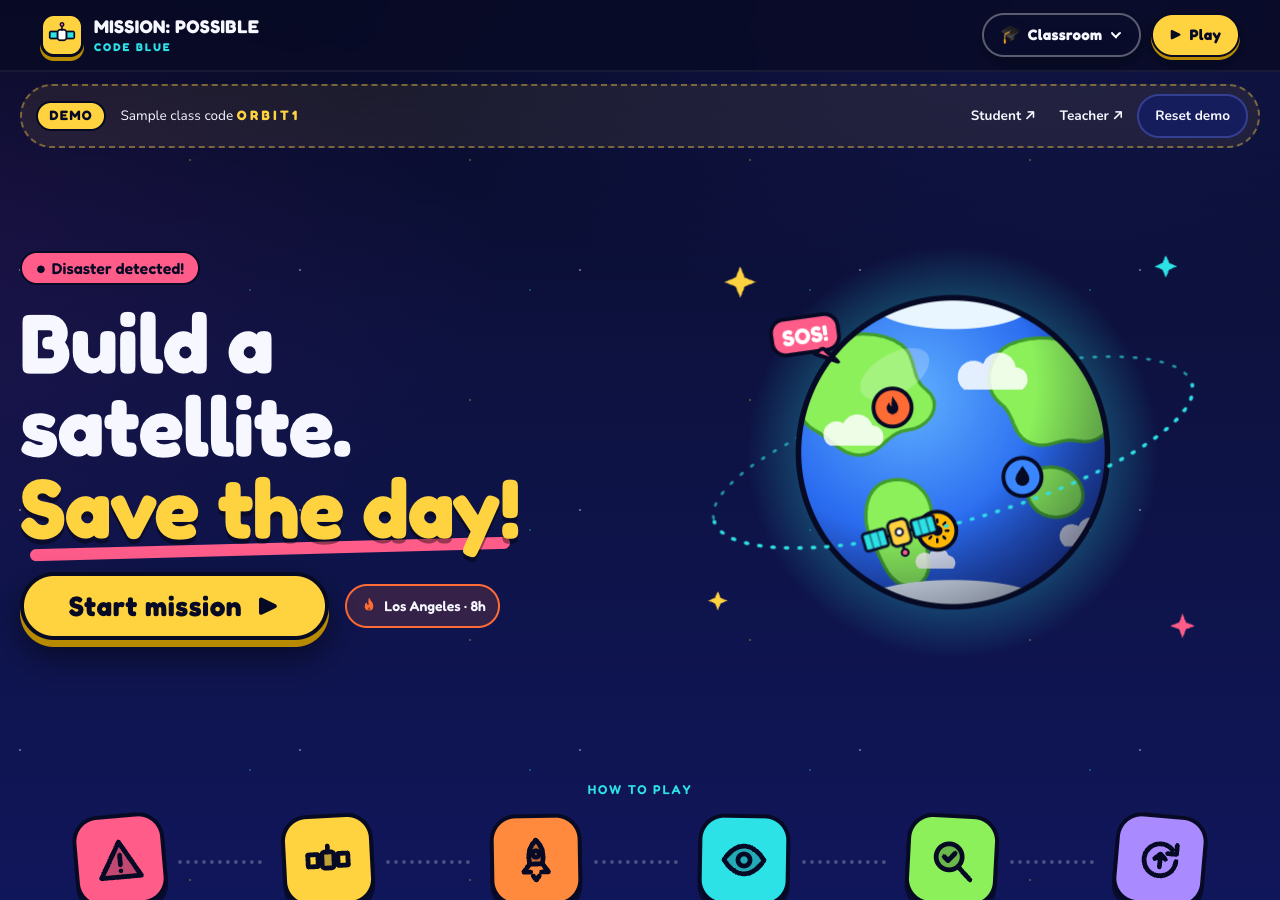 MISSION: POSSIBLE
CODE BLUE
Classroom
Play
DEMO
Sample class code ORBIT1
Student ↗
Teacher ↗
Reset demo
Disaster detected!
Build a
satellite.
Save the day!
Start mission
Los Angeles · 8h
SOS!
HOW TO PLAY